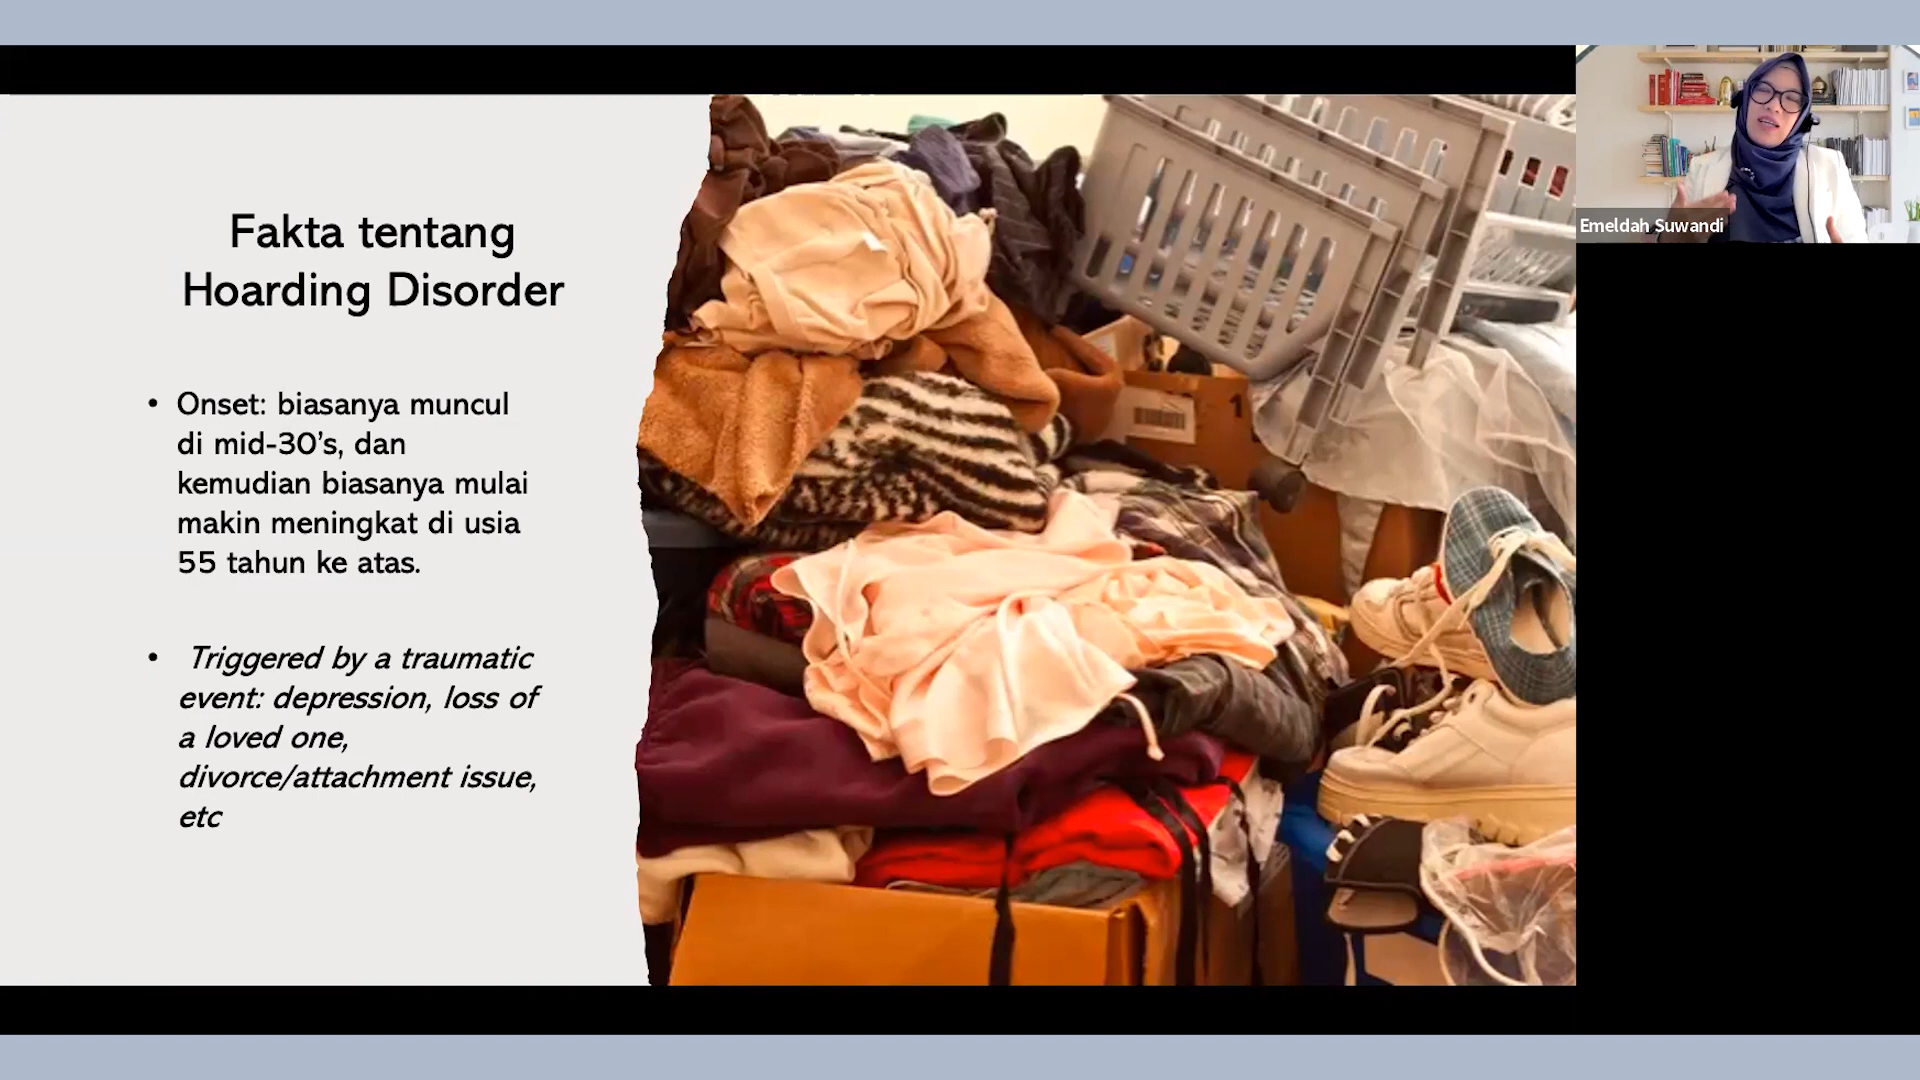 Fakta tentang
Hoarding Disorder
• Onset: biasanya muncul
di mid-30’s, dan
kemudian biasanya mulai
makin meningkat di usia
55 tahun ke atas.
• Triggered by a traumatic
event: depression, loss of
a loved one,
divorce/attachment issue,
etc
Emeldah Suwandi
1